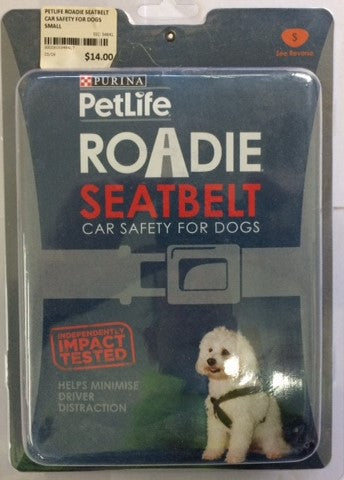 PETLIFE ROADIE SEATBELT
CAR SAFETY FOR DOGS
SMALL
$14.00
S
See Reverse
PURINA
PetLife
ROADIE
SEATBELT
CAR SAFETY FOR DOGS
INDEPENDENTLY
IMPACT
TESTED
HELPS MINIMISE
DRIVER
DISTRACTION